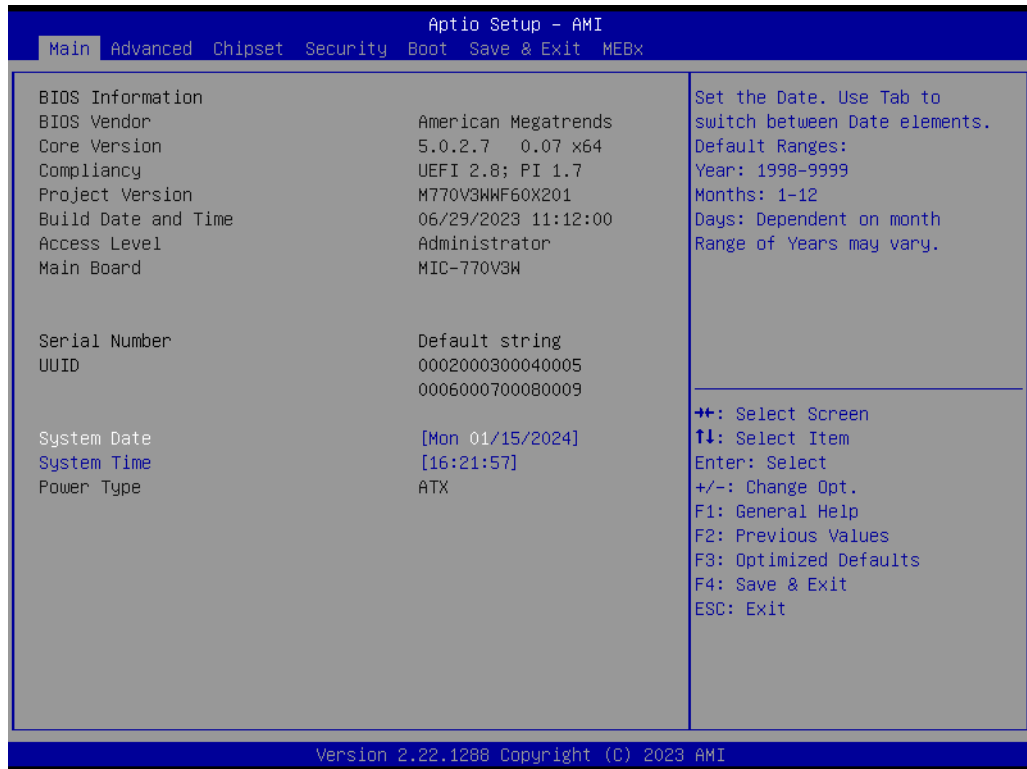 Aptio Setup - AMI
Main Advanced Chipset Security Boot Save & Exit MEBx
BIOS Information
BIOS Vendor American Megatrends
Core Version 5.0.2.7 0.07 x64
Compliancy UEFI 2.8; PI 1.7
Project Version M770V3WWF60X201
Build Date and Time 06/29/2023 11:12:00
Access Level Administrator
Main Board MIC-770V3W
Serial Number Default string
UUID 0002000300040005
0006000700080009
System Date [Mon 01/15/2024]
System Time [16:21:57]
Power Type ATX
Set the Date. Use Tab to
switch between Date elements.
Default Ranges:
Year: 1998-9999
Months: 1-12
Days: Dependent on month
Range of Years may vary.
→←: Select Screen
↑↓: Select Item
Enter: Select
+/-: Change Opt.
F1: General Help
F2: Previous Values
F3: Optimized Defaults
F4: Save & Exit
ESC: Exit
Version 2.22.1288 Copyright (C) 2023 AMI